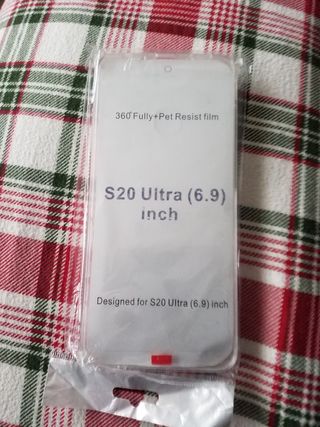 360°Fully+Pet Resist film
S20 Ultra (6.9)
inch
Designed for S20 Ultra (6.9) inch